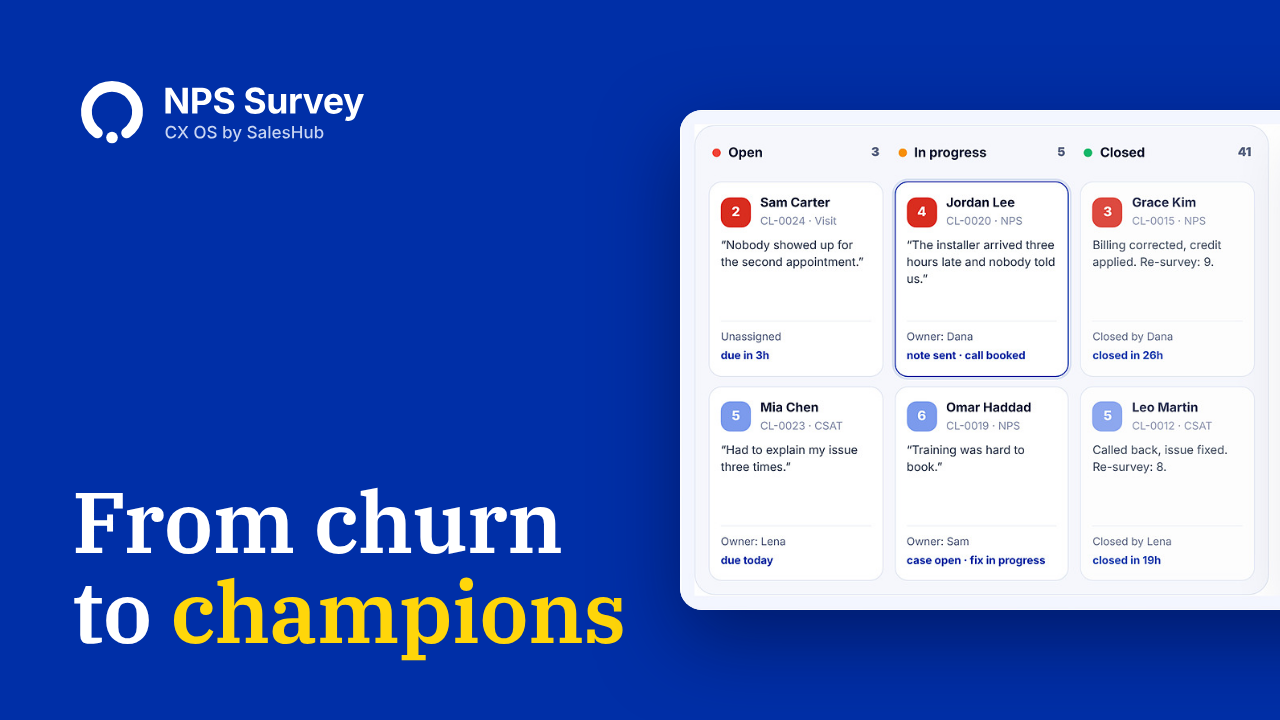 NPS Survey
CX OS by SalesHub
From churn
to champions
Open 3
2
Sam Carter
CL-0024 · Visit
“Nobody showed up for
the second appointment.”
Unassigned
due in 3h
5
Mia Chen
CL-0023 · CSAT
“Had to explain my issue
three times.”
Owner: Lena
due today
In progress 5
4
Jordan Lee
CL-0020 · NPS
“The installer arrived three
hours late and nobody told
us.”
Owner: Dana
note sent · call booked
6
Omar Haddad
CL-0019 · NPS
“Training was hard to
book.”
Owner: Sam
case open · fix in progress
Closed 41
3
Grace Kim
CL-0015 · NPS
Billing corrected, credit
applied. Re-survey: 9.
Closed by Dana
closed in 26h
5
Leo Martin
CL-0012 · CSAT
Called back, issue fixed.
Re-survey: 8.
Closed by Lena
closed in 19h